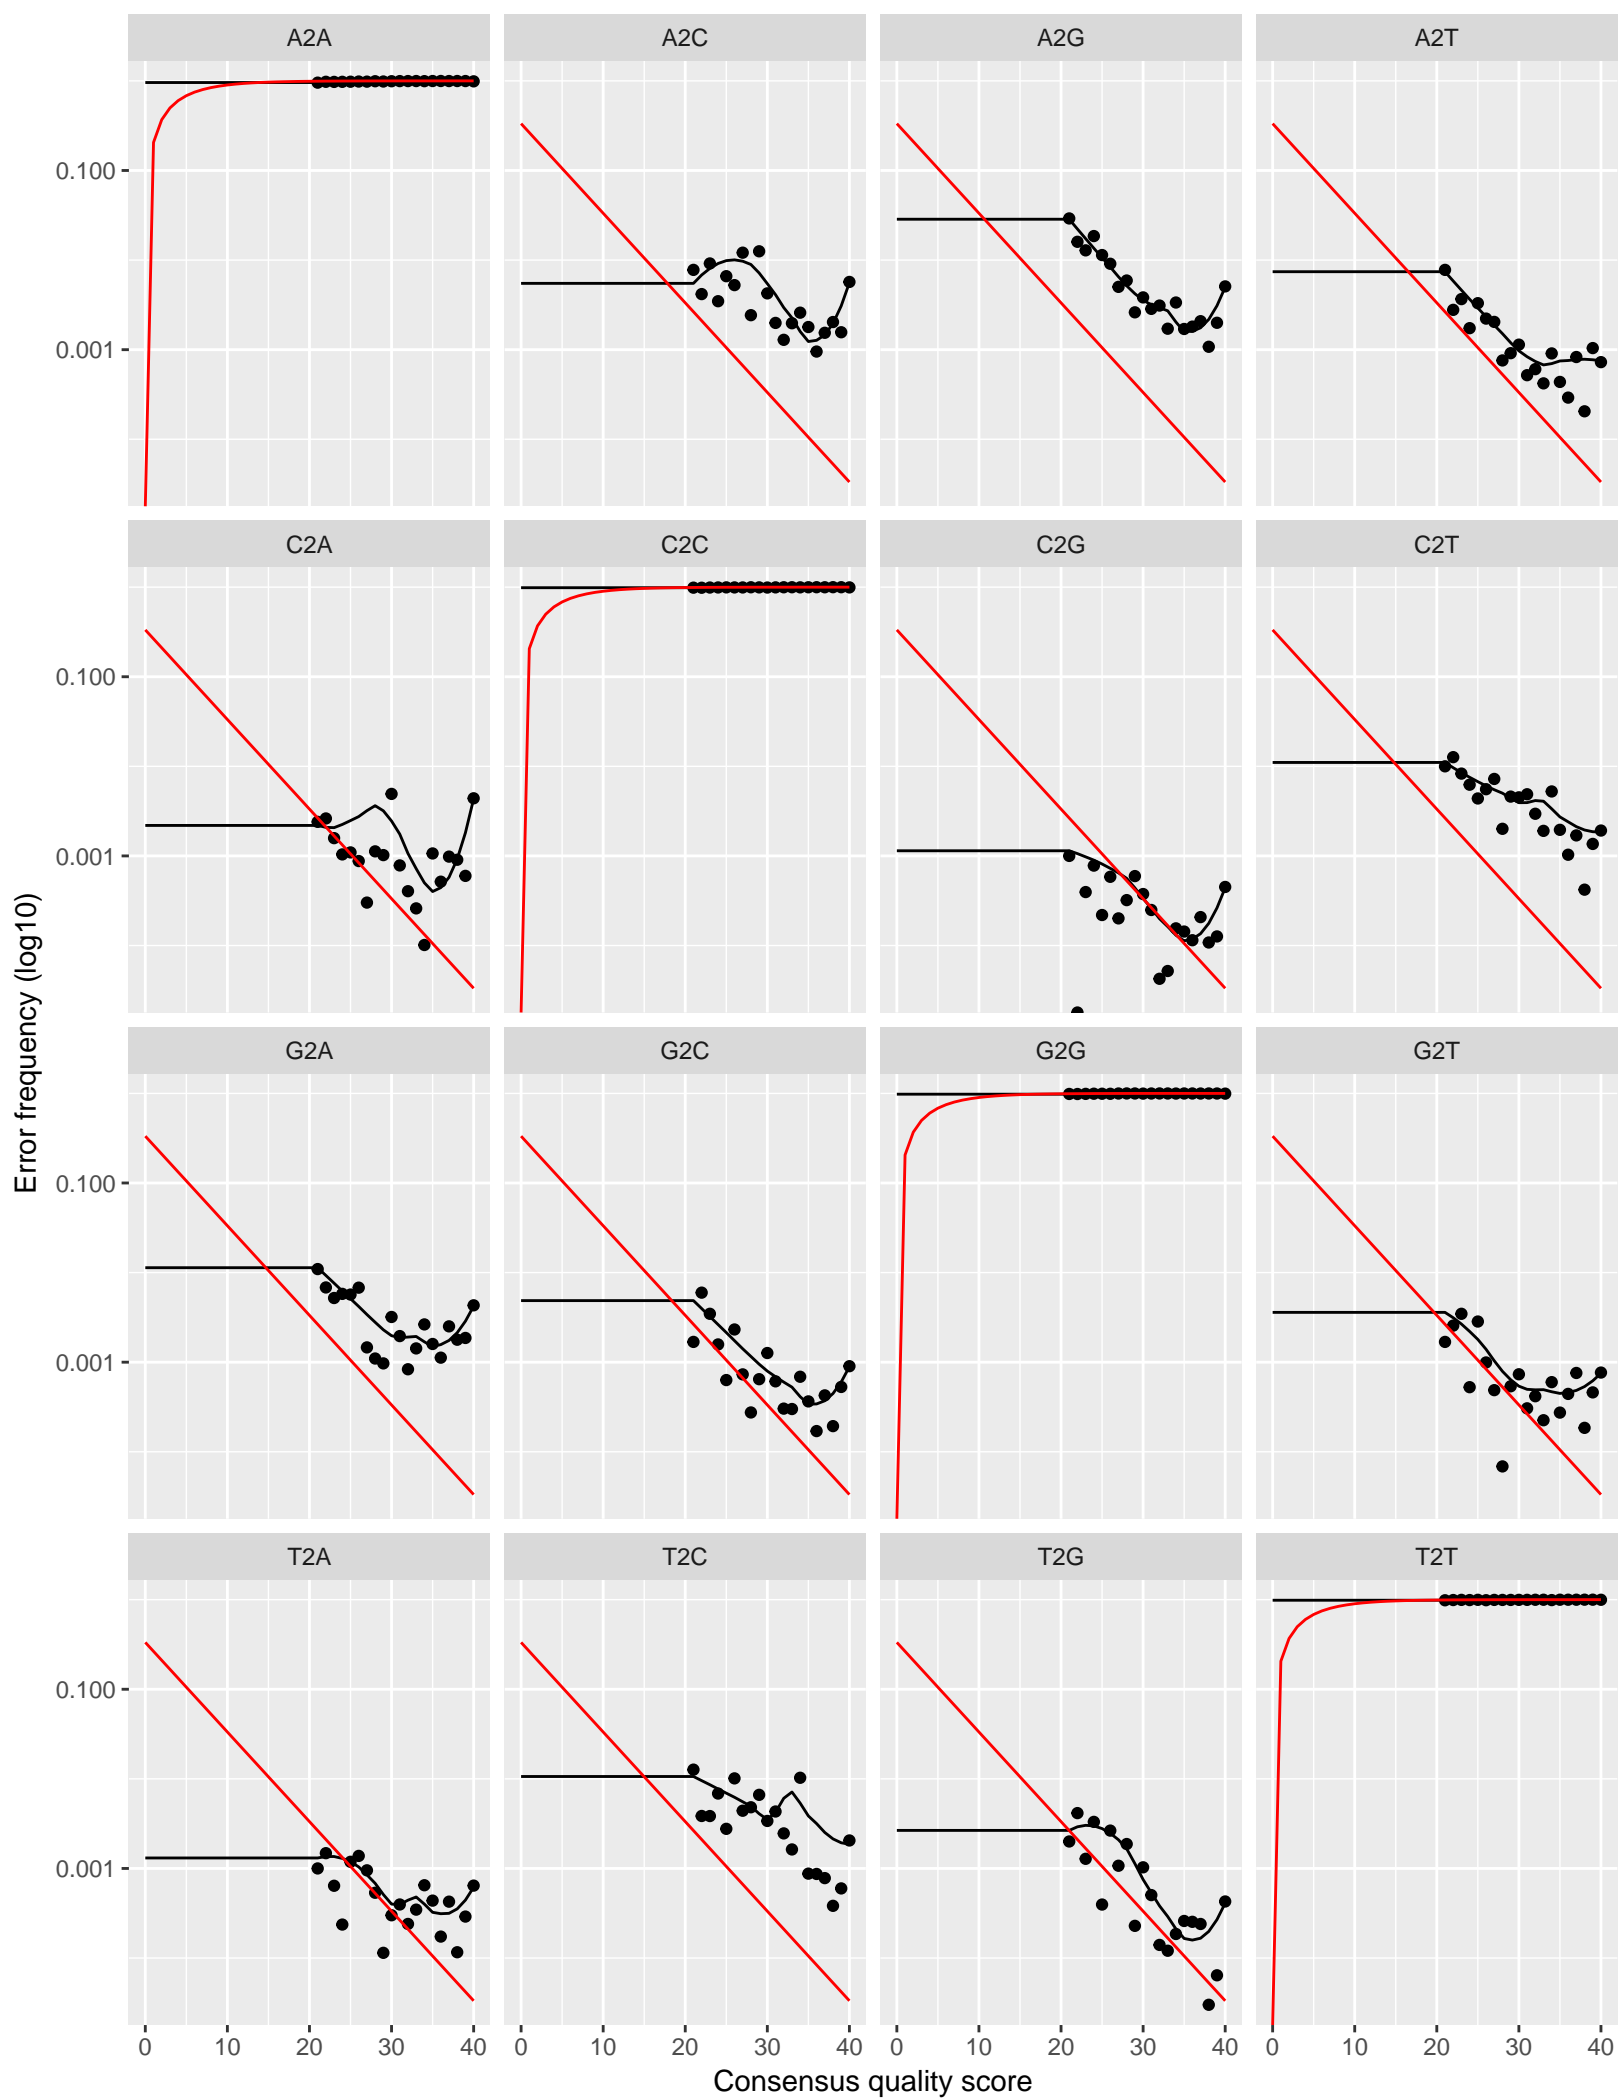 A2A A2C A2G A2T
0.100
0.001
C2A C2C C2G C2T
0.100
0.001
G2A G2C G2G G2T
0.100
0.001
T2A T2C T2G T2T
0.100
0.001
0 10 20 30 40 0 10 20 30 40 0 10 20 30 40 0 10 20 30 40
Consensus quality score
Error frequency (log10)